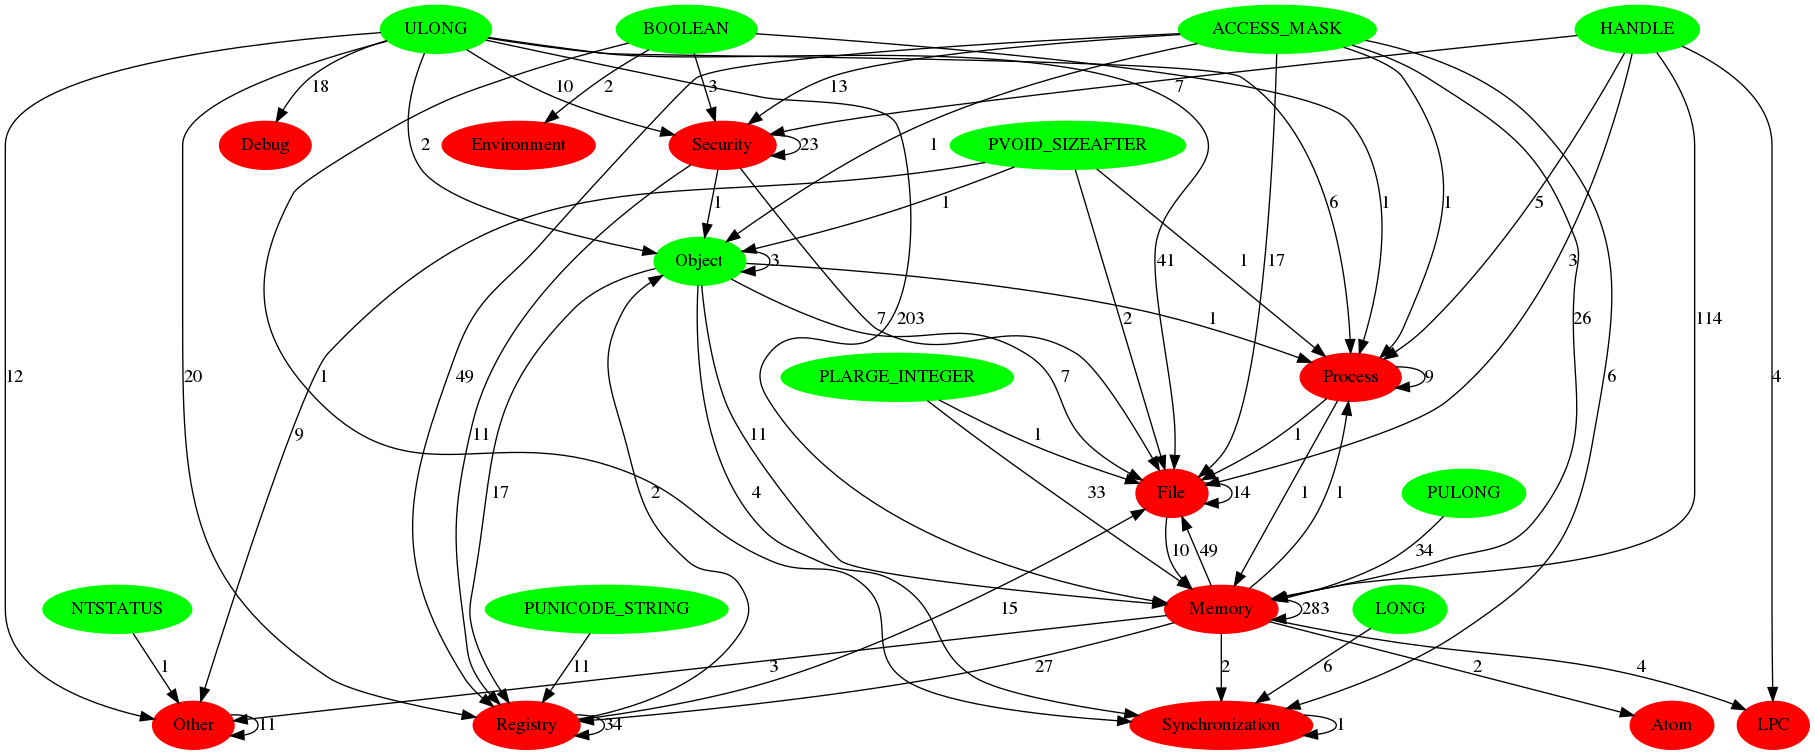 ULONG BOOLEAN ACCESS_MASK HANDLE
18 10 2 3 13 7
Debug Environment Security 23 2 1 PVOID_SIZEAFTER 6 1 1 5
Object 3 1 1 1 41 17 3
7 203 1 2 26 114
12 20 1 49 PLARGE_INTEGER 7 Process 9 6 4
9 11 11 1 1
17 2 4 33 File 14 1 1 PULONG
10 49 34
NTSTATUS PUNICODE_STRING 15 Memory 283 LONG
1 11 3 27 2 6 2 4
Other 11 Registry 34 Synchronization 1 Atom LPC